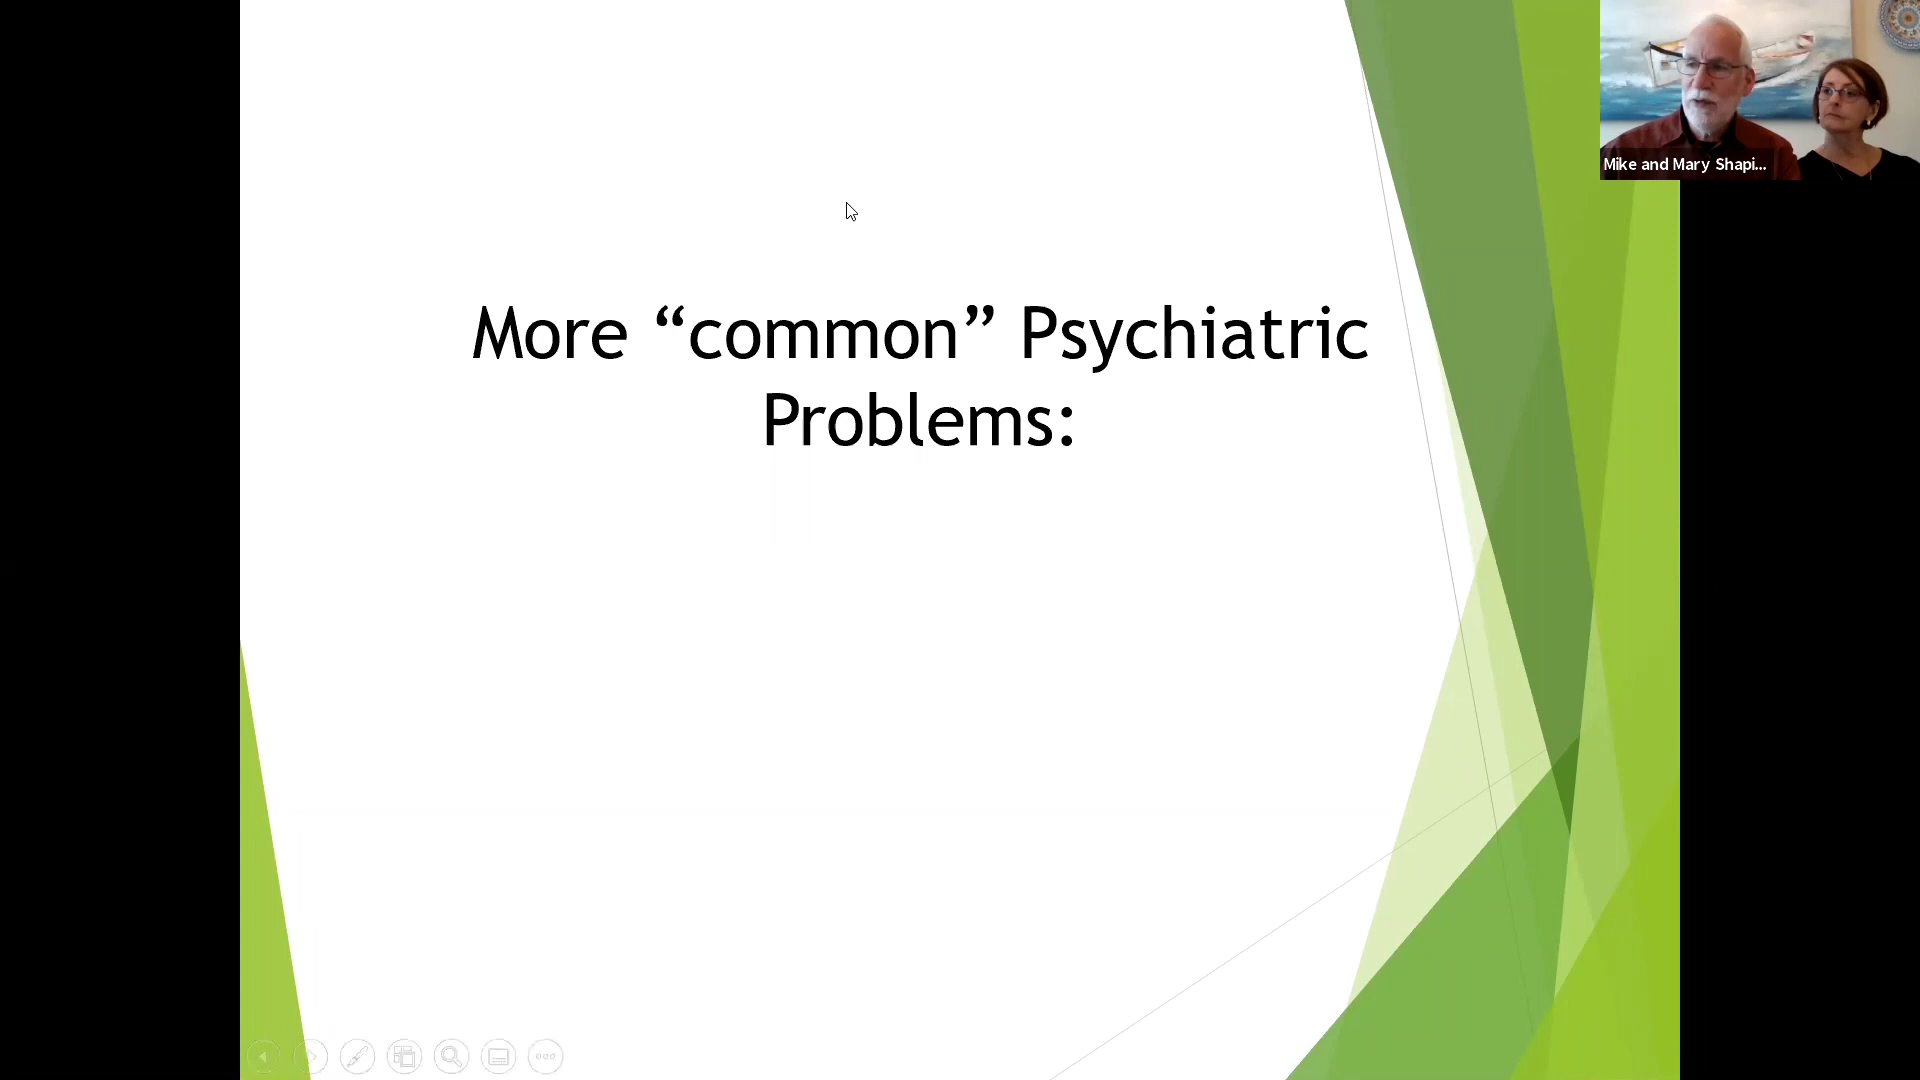 More “common” Psychiatric
Problems:
Mike and Mary Shapi...